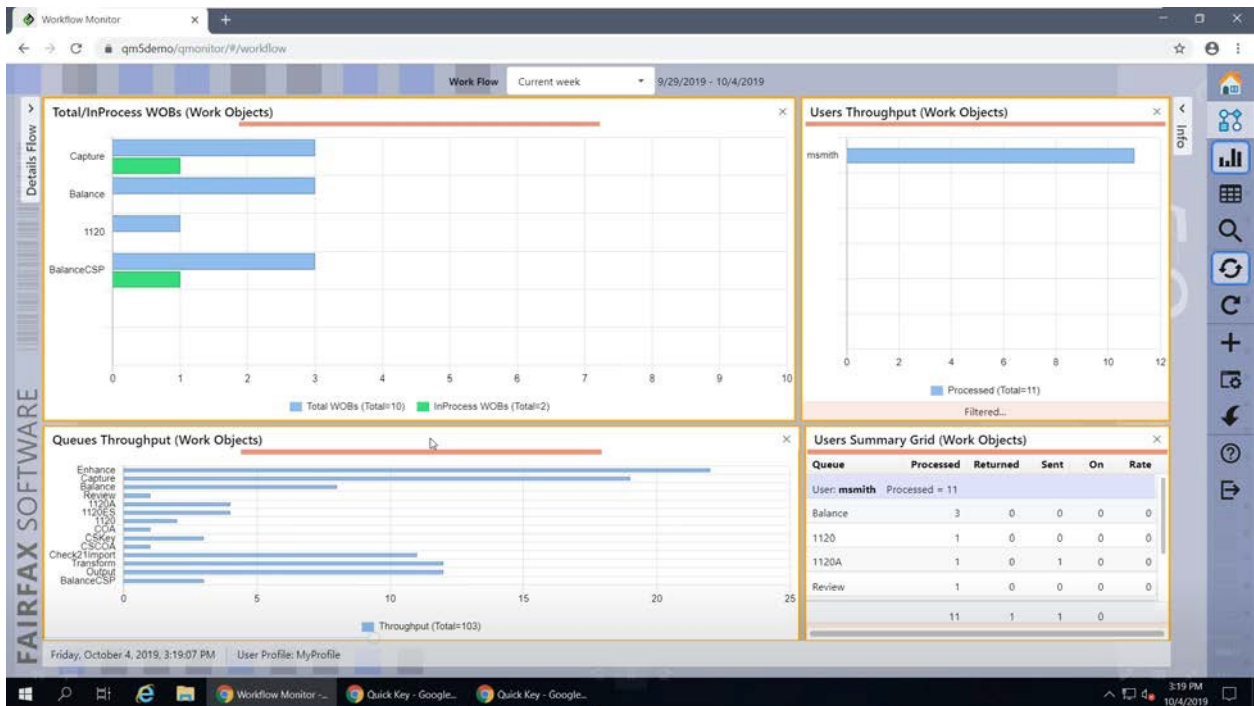 Workflow Monitor
qm5demo/qmonitor/#/workflow
Work Flow Current week 9/29/2019 - 10/4/2019
Details Flow
Total/InProcess WOBs (Work Objects)
Capture
Balance
1120
BalanceCSP
0 1 2 3 4 5 6 7 8 9 10
Total WOBs (Total=10) InProcess WOBs (Total=2)
Users Throughput (Work Objects)
msmith
0 2 4 6 8 10 12
Processed (Total=11)
Filtered...
Info
Queues Throughput (Work Objects)
Enhance
Capture
Balance
Review
1120A
1120ES
1120
COA
CSKey
CSCOA
Check21Import
Transform
Output
BalanceCSP
0 5 10 15 20 25
Throughput (Total=103)
Users Summary Grid (Work Objects)
Queue Processed Returned Sent On Rate
User: msmith Processed = 11
Balance 3 0 0 0 0
1120 1 0 0 0 0
1120A 1 0 1 0 0
Review 1 0 0 0 0
11 1 1 0
FAIRFAX SOFTWARE
Friday, October 4, 2019, 3:19:07 PM User Profile: MyProfile
Workflow Monitor -... Quick Key - Google... Quick Key - Google...
3:19 PM
10/4/2019